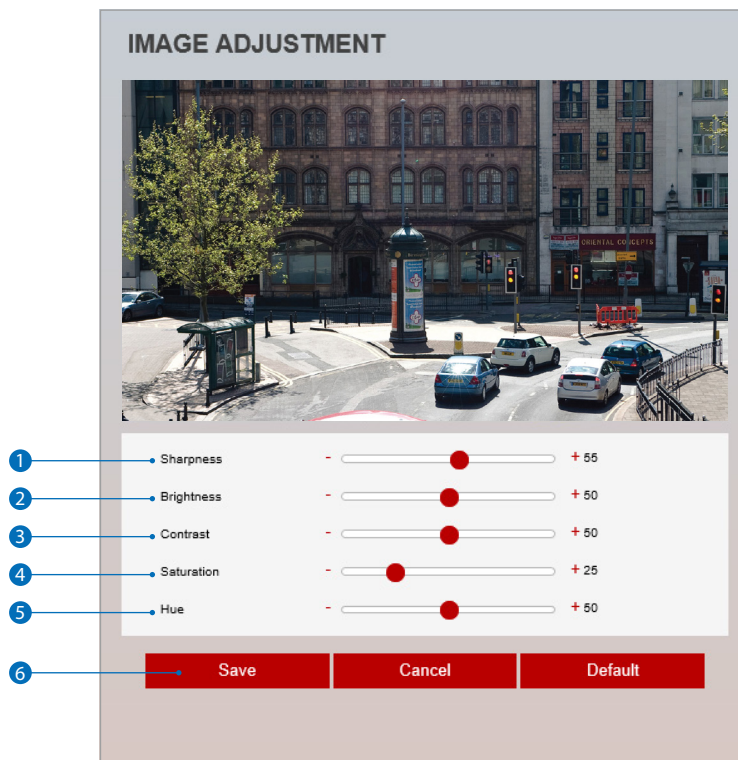 IMAGE ADJUSTMENT
ORIENTAL CONCEPTS
1 Sharpness - + 55
2 Brightness - + 50
3 Contrast - + 50
4 Saturation - + 25
5 Hue - + 50
6 Save Cancel Default